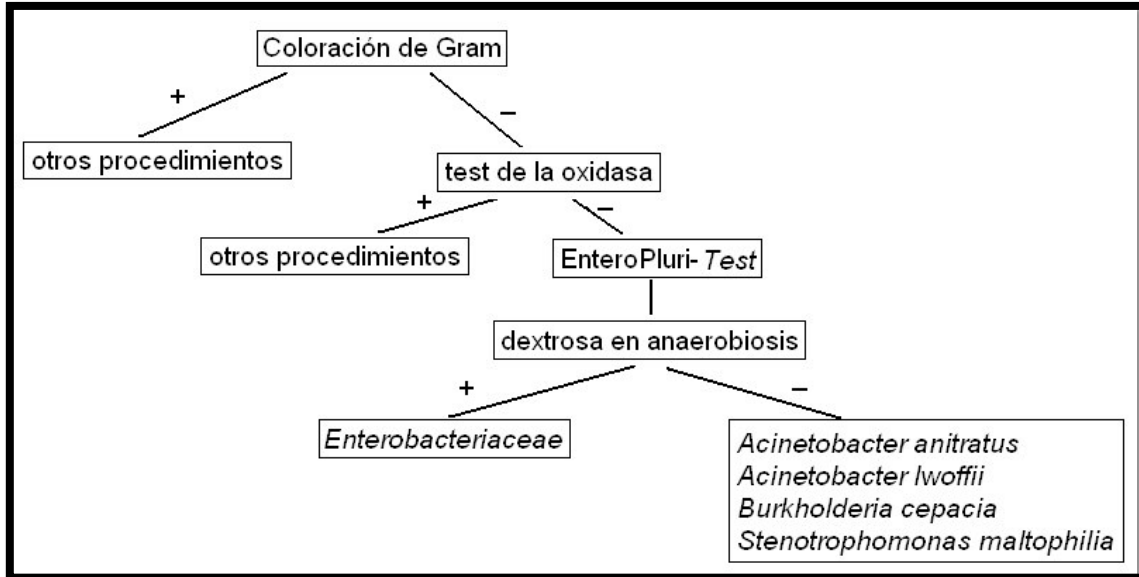 Coloración de Gram
+
–
otros procedimientos
test de la oxidasa
+
–
otros procedimientos
EnteroPluri- Test
dextrosa en anaerobiosis
+
–
Enterobacteriaceae
Acinetobacter anitratus
Acinetobacter lwoffii
Burkholderia cepacia
Stenotrophomonas maltophilia